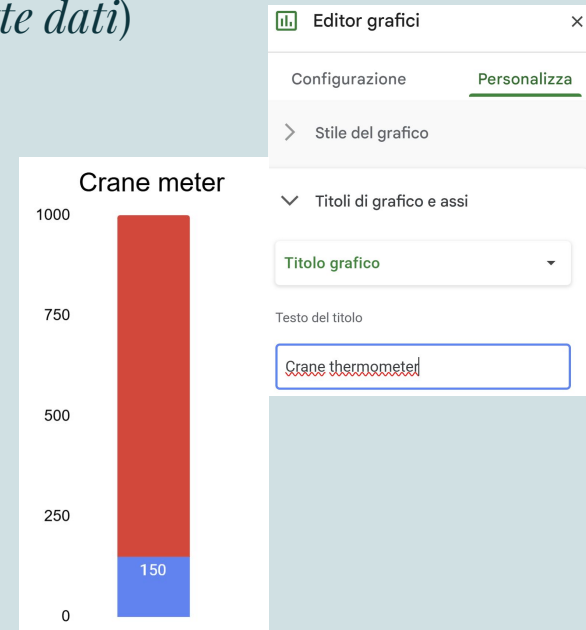 te dati)
Editor grafici
Configurazione
Personalizza
Stile del grafico
Titoli di grafico e assi
Titolo grafico
Testo del titolo
Crane thermometer
Crane meter
1000
750
500
250
150
0